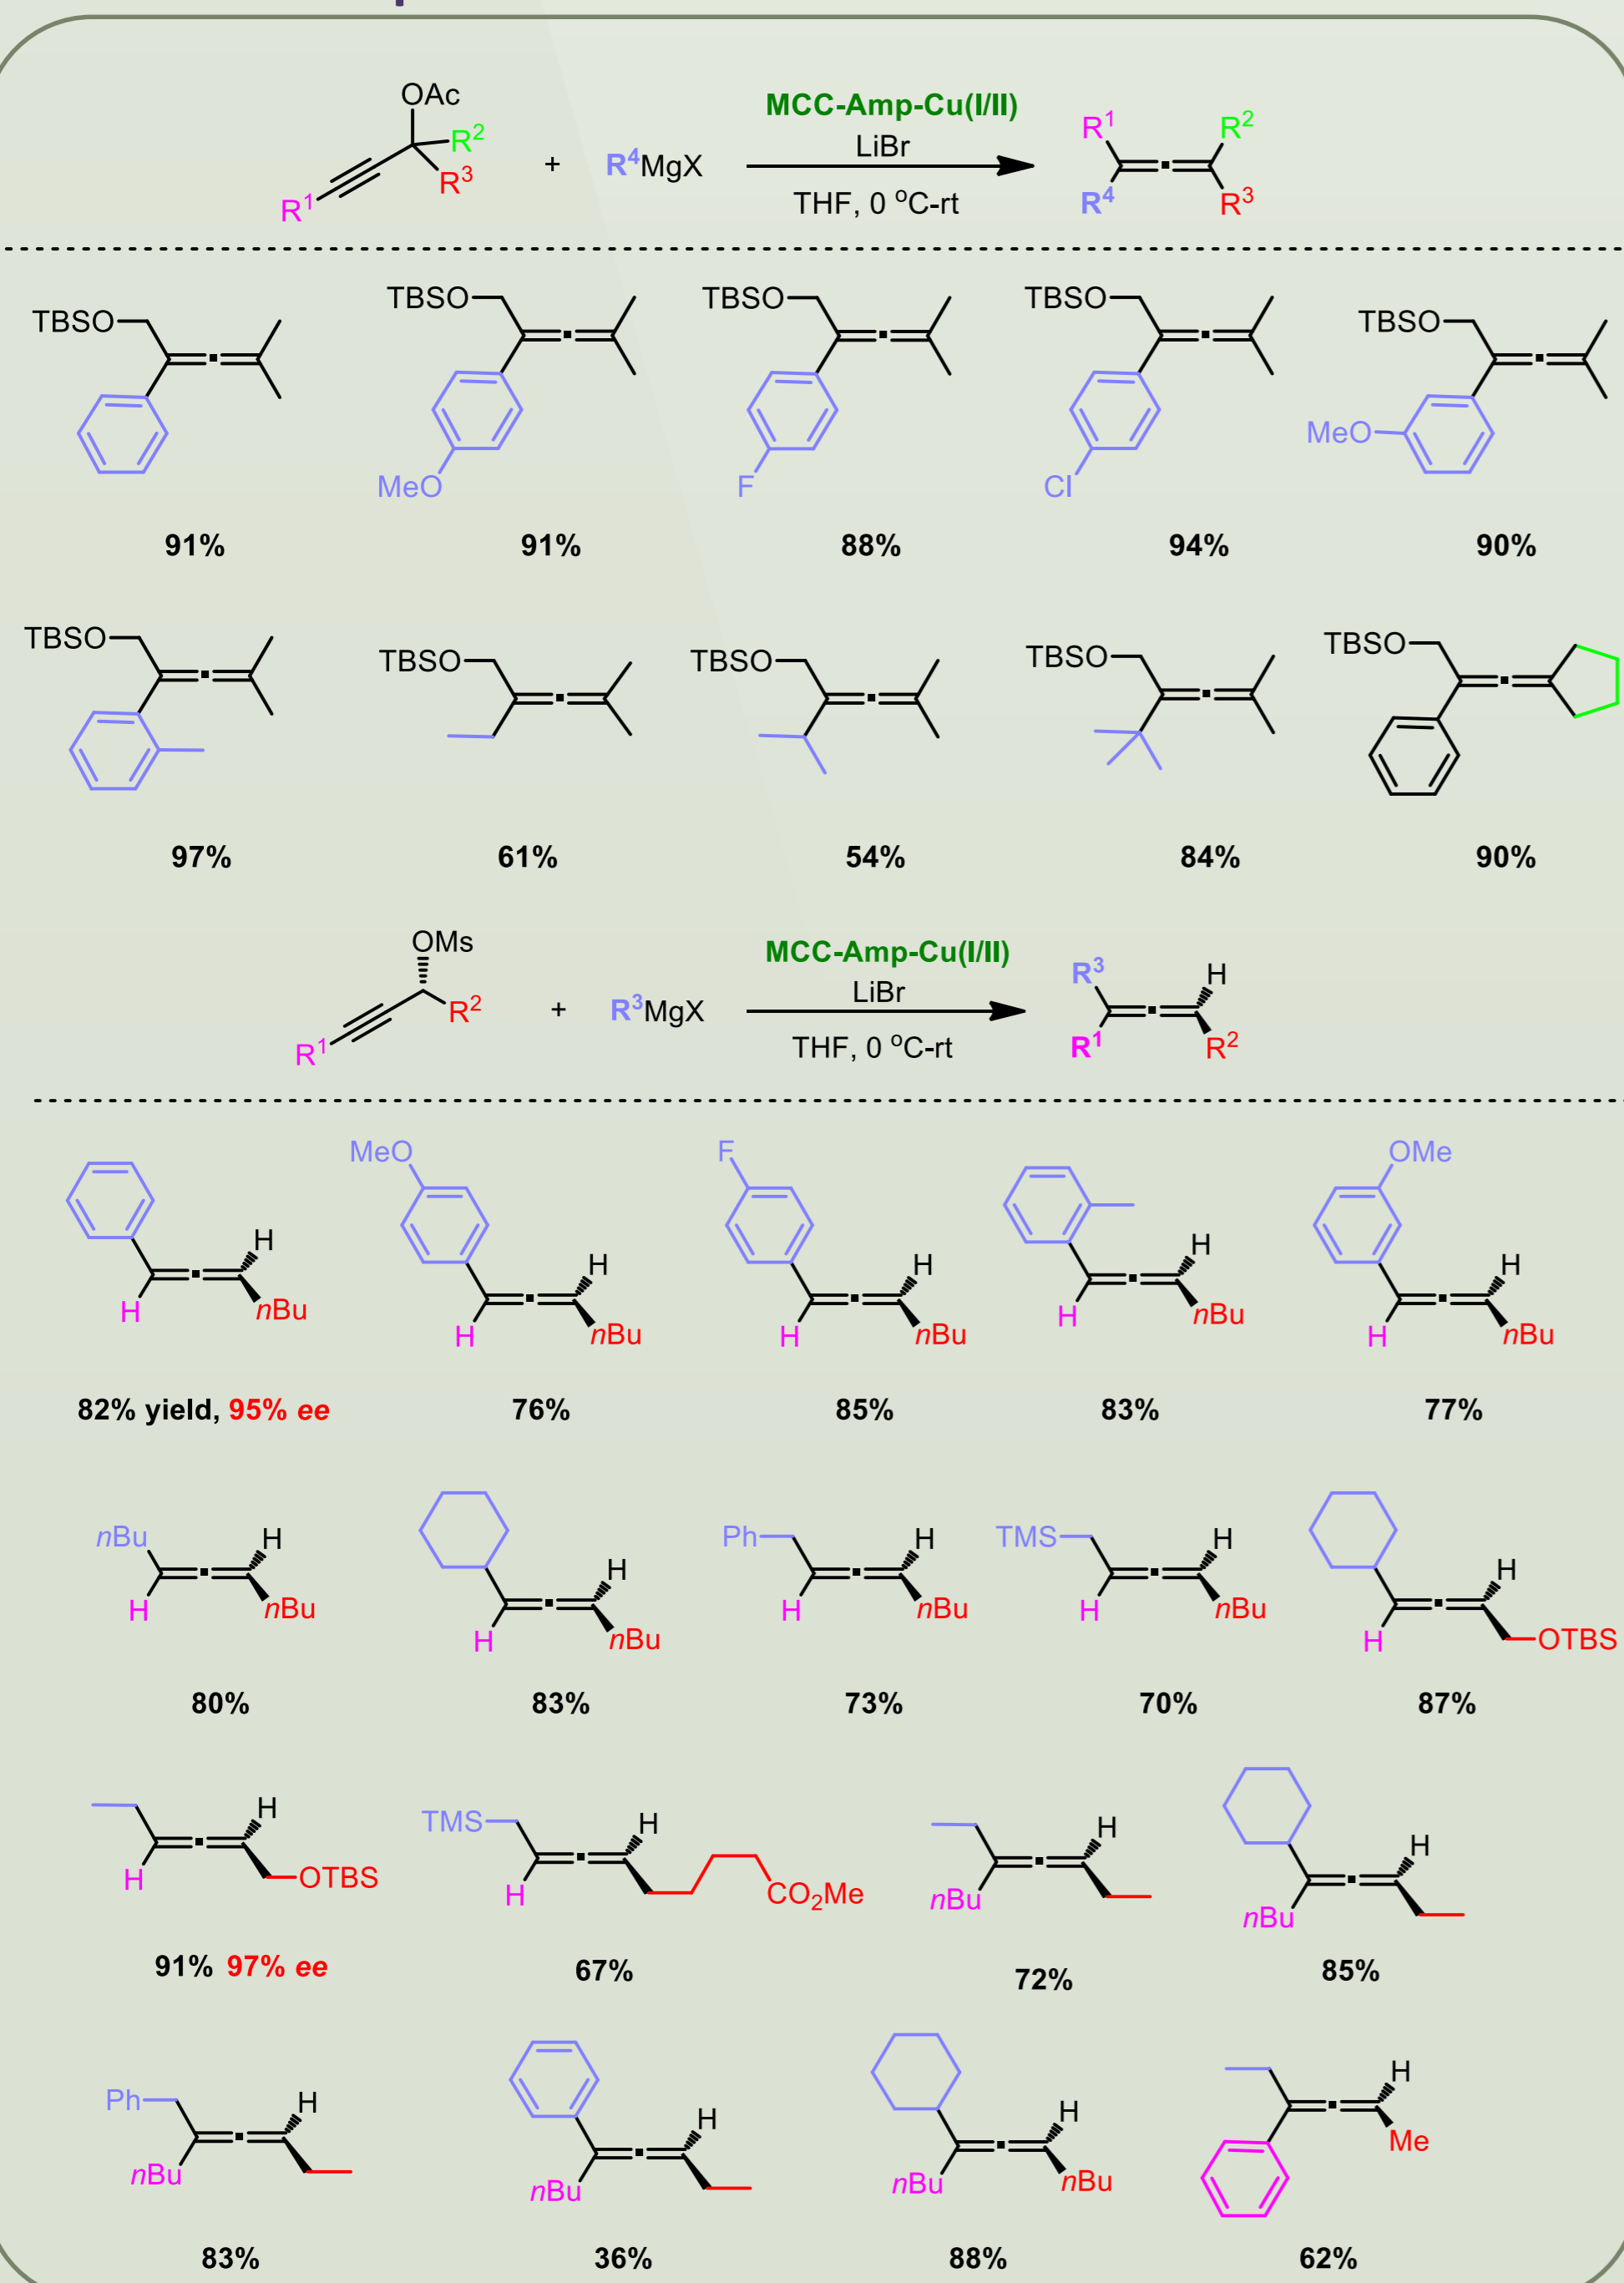 OAc
R²
R³
R¹
+
R⁴MgX
MCC-Amp-Cu(I/II)
LiBr
THF, 0 ᵒC-rt
R¹
R²
R⁴
R³
TBSO
TBSO
TBSO
TBSO
TBSO
MeO
F
Cl
MeO
91%
91%
88%
94%
90%
TBSO
TBSO
TBSO
TBSO
TBSO
97%
61%
54%
84%
90%
OMs
R²
R¹
+
R³MgX
MCC-Amp-Cu(I/II)
LiBr
THF, 0 ᵒC-rt
R³
H
R¹
R²
MeO
F
OMe
H
H
H
H
H
H
nBu
H
nBu
H
nBu
H
nBu
H
nBu
82% yield, 95% ee
76%
85%
83%
77%
nBu
H
H
nBu
H
H
nBu
Ph
H
H
nBu
TMS
H
H
nBu
H
H
OTBS
80%
83%
73%
70%
87%
H
H
OTBS
TMS
H
H
CO₂Me
H
nBu
H
nBu
91% 97% ee
67%
72%
85%
Ph
H
nBu
H
nBu
H
nBu
nBu
H
Me
83%
36%
88%
62%